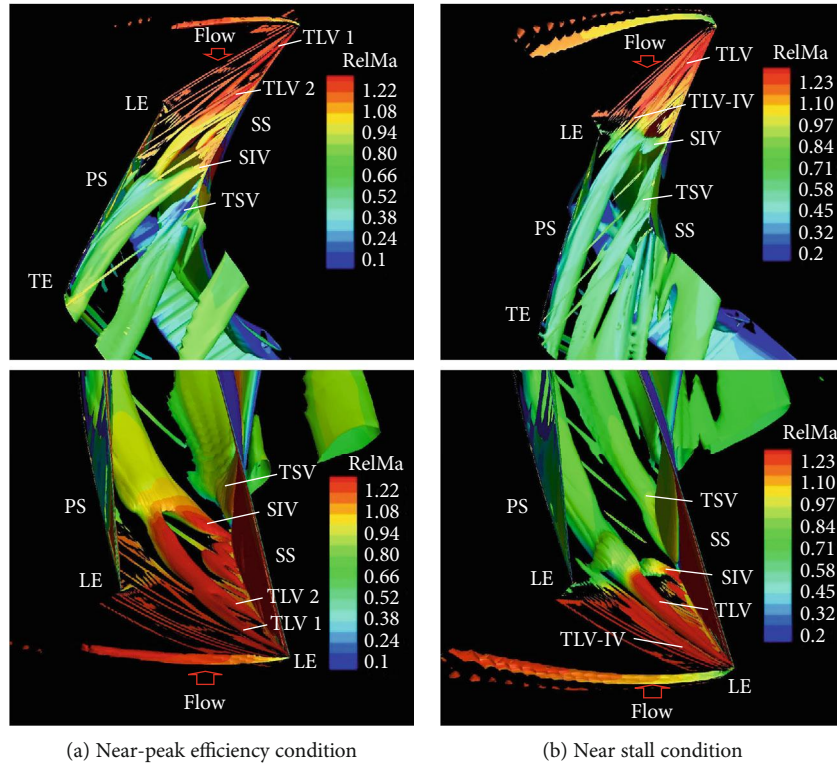 Flow
TLV 1
RelMa
LE
TLV 2
SS
PS
SIV
TSV
TE
1.22
1.08
0.94
0.80
0.66
0.52
0.38
0.24
0.1
Flow
TLV
RelMa
TLV-IV
LE
SIV
TSV
PS
SS
TE
1.23
1.10
0.97
0.84
0.71
0.58
0.45
0.32
0.2
RelMa
TSV
PS
SIV
SS
LE
TLV 2
TLV 1
LE
Flow
1.22
1.08
0.94
0.80
0.66
0.52
0.38
0.24
0.1
RelMa
PS
TSV
SS
LE
SIV
TLV
TLV-IV
LE
Flow
1.23
1.10
0.97
0.84
0.71
0.58
0.45
0.32
0.2
(a) Near-peak efficiency condition
(b) Near stall condition